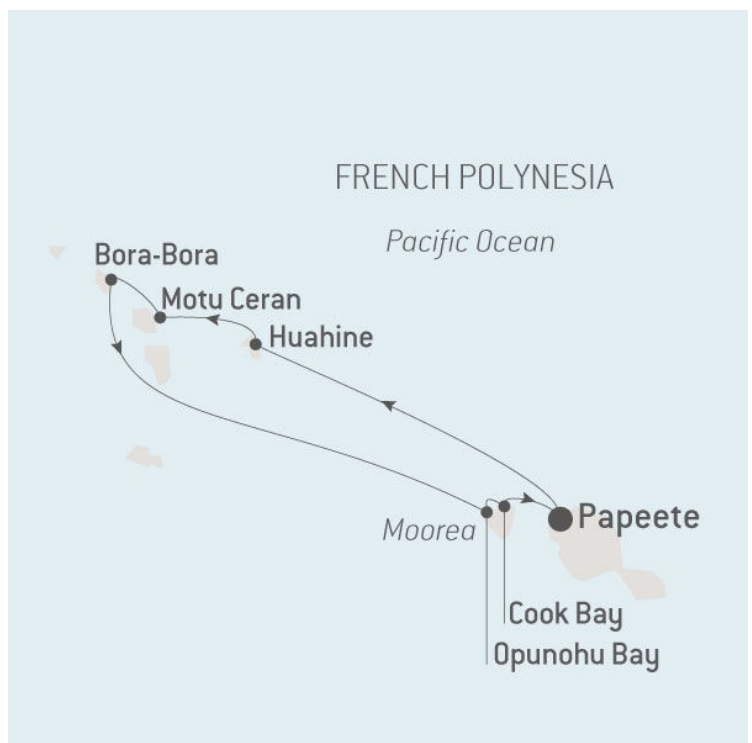 FRENCH POLYNESIA
Pacific Ocean
Bora-Bora
Motu Ceran
Huahine
Moorea
Papeete
Cook Bay
Opunohu Bay